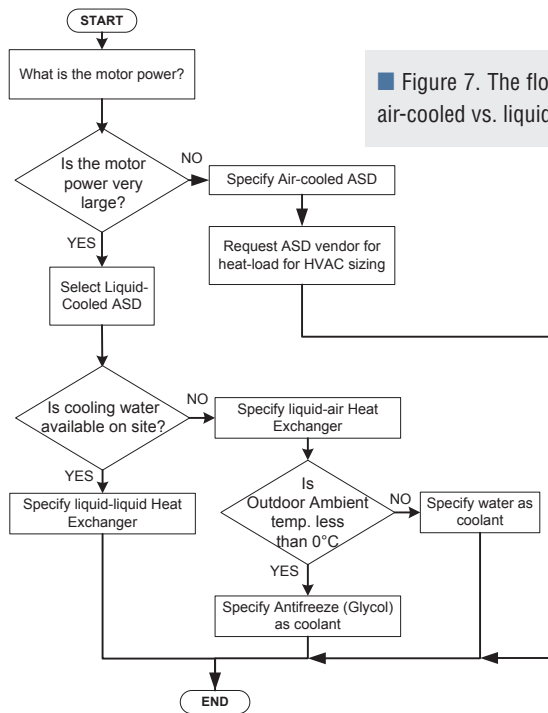 START
What is the motor power?
■ Figure 7. The flo
air-cooled vs. liquid
Is the motor
power very
large?
NO
Specify Air-cooled ASD
YES
Request ASD vendor for
heat-load for HVAC sizing
Select Liquid-
Cooled ASD
Is cooling water
available on site?
NO
Specify liquid-air Heat
Exchanger
YES
Specify liquid-liquid Heat
Exchanger
Is
Outdoor Ambient
temp. less
than 0°C
NO
Specify water as
coolant
YES
Specify Antifreeze (Glycol)
as coolant
END